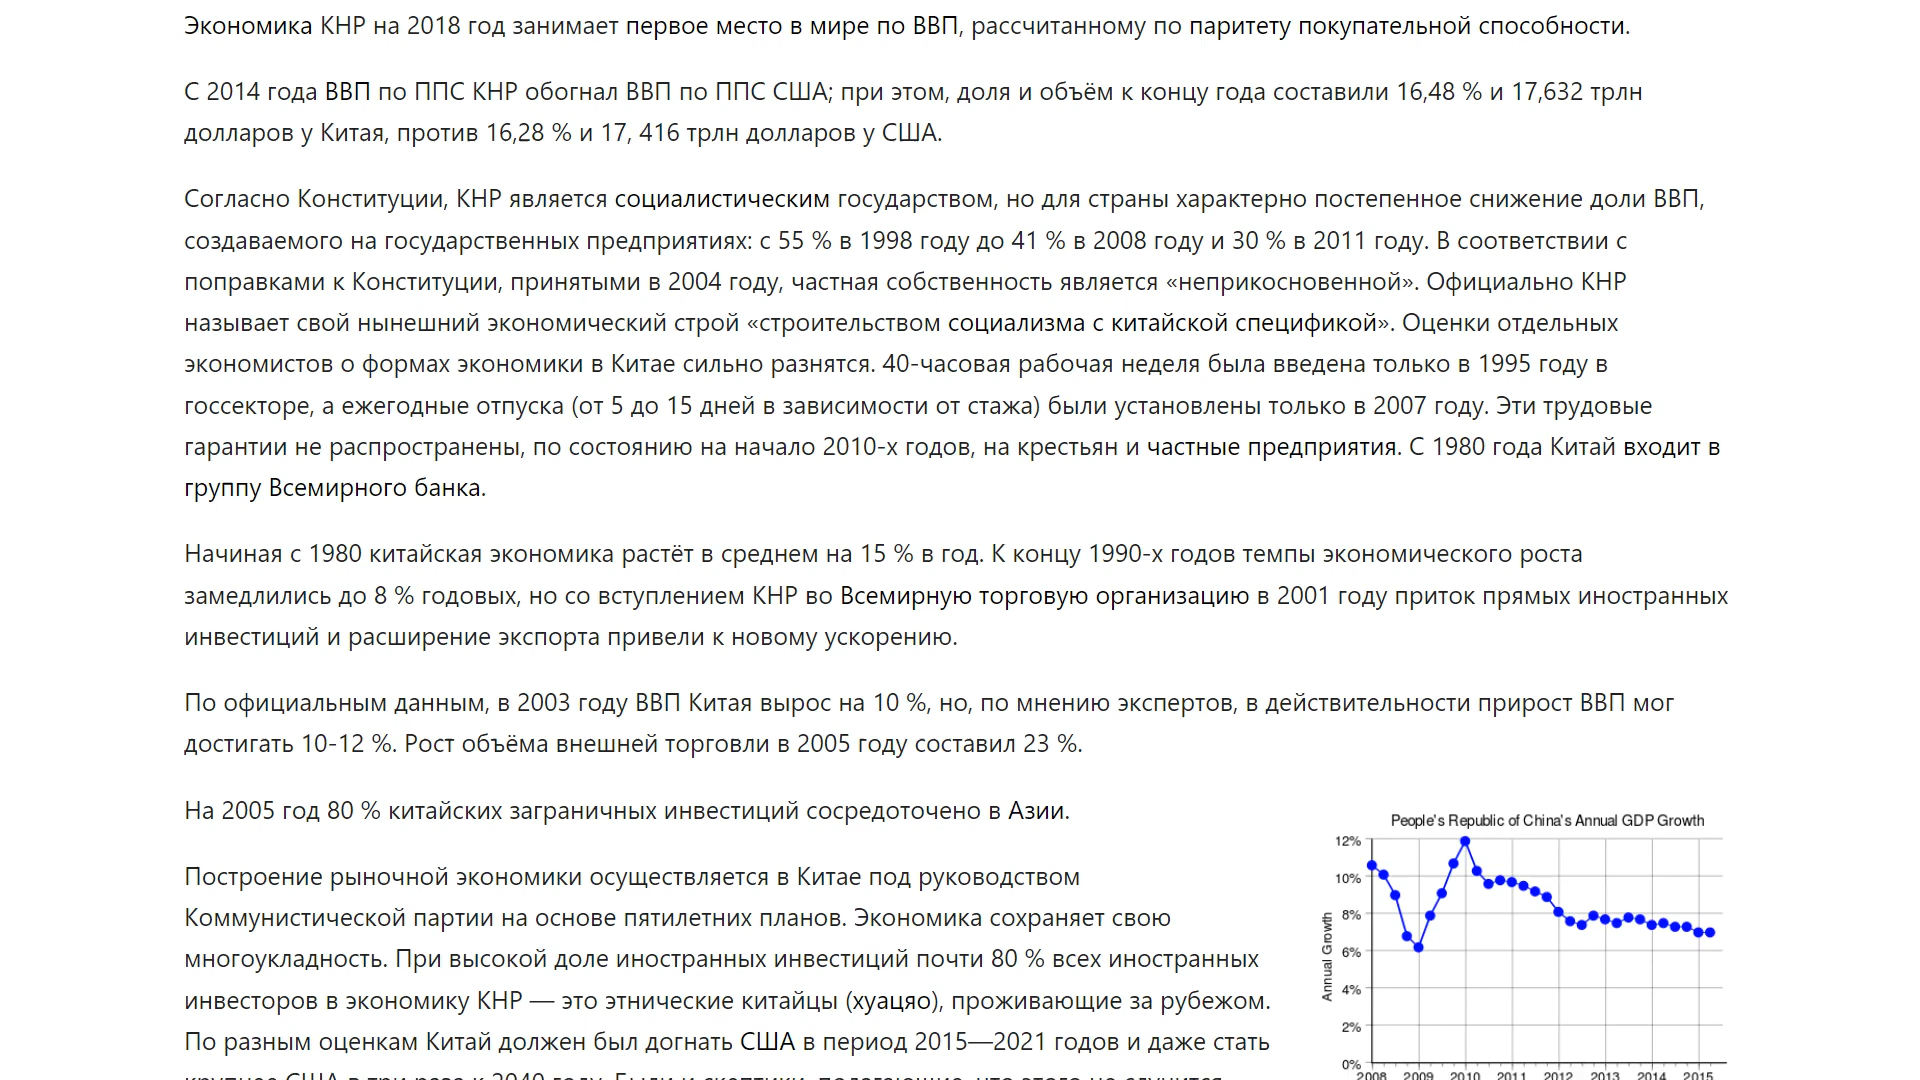 Экономика КНР на 2018 год занимает первое место в мире по ВВП, рассчитанному по паритету покупательной способности.
С 2014 года ВВП по ППС КНР обогнал ВВП по ППС США; при этом, доля и объём к концу года составили 16,48 % и 17,632 трлн
долларов у Китая, против 16,28 % и 17, 416 трлн долларов у США.
Согласно Конституции, КНР является социалистическим государством, но для страны характерно постепенное снижение доли ВВП,
создаваемого на государственных предприятиях: с 55 % в 1998 году до 41 % в 2008 году и 30 % в 2011 году. В соответствии с
поправками к Конституции, принятыми в 2004 году, частная собственность является «неприкосновенной». Официально КНР
называет свой нынешний экономический строй «строительством социализма с китайской спецификой». Оценки отдельных
экономистов о формах экономики в Китае сильно разнятся. 40-часовая рабочая неделя была введена только в 1995 году в
госсекторе, а ежегодные отпуска (от 5 до 15 дней в зависимости от стажа) были установлены только в 2007 году. Эти трудовые
гарантии не распространены, по состоянию на начало 2010-х годов, на крестьян и частные предприятия. С 1980 года Китай входит в
группу Всемирного банка.
Начиная с 1980 китайская экономика растёт в среднем на 15 % в год. К концу 1990-х годов темпы экономического роста
замедлились до 8 % годовых, но со вступлением КНР во Всемирную торговую организацию в 2001 году приток прямых иностранных
инвестиций и расширение экспорта привели к новому ускорению.
По официальным данным, в 2003 году ВВП Китая вырос на 10 %, но, по мнению экспертов, в действительности прирост ВВП мог
достигать 10-12 %. Рост объёма внешней торговли в 2005 году составил 23 %.
На 2005 год 80 % китайских заграничных инвестиций сосредоточено в Азии.
Построение рыночной экономики осуществляется в Китае под руководством
Коммунистической партии на основе пятилетних планов. Экономика сохраняет свою
многоукладность. При высокой доле иностранных инвестиций почти 80 % всех иностранных
инвесторов в экономику КНР — это этнические китайцы (хуацяо), проживающие за рубежом.
По разным оценкам Китай должен был догнать США в период 2015—2021 годов и даже стать
крупнее США в три раза к 2040 году. Были и скептики, полагающие, что этого не случится
People's Republic of China's Annual GDP Growth
12%
10%
8%
6%
4%
2%
0%
Annual Growth
2008 2009 2010 2011 2012 2013 2014 2015